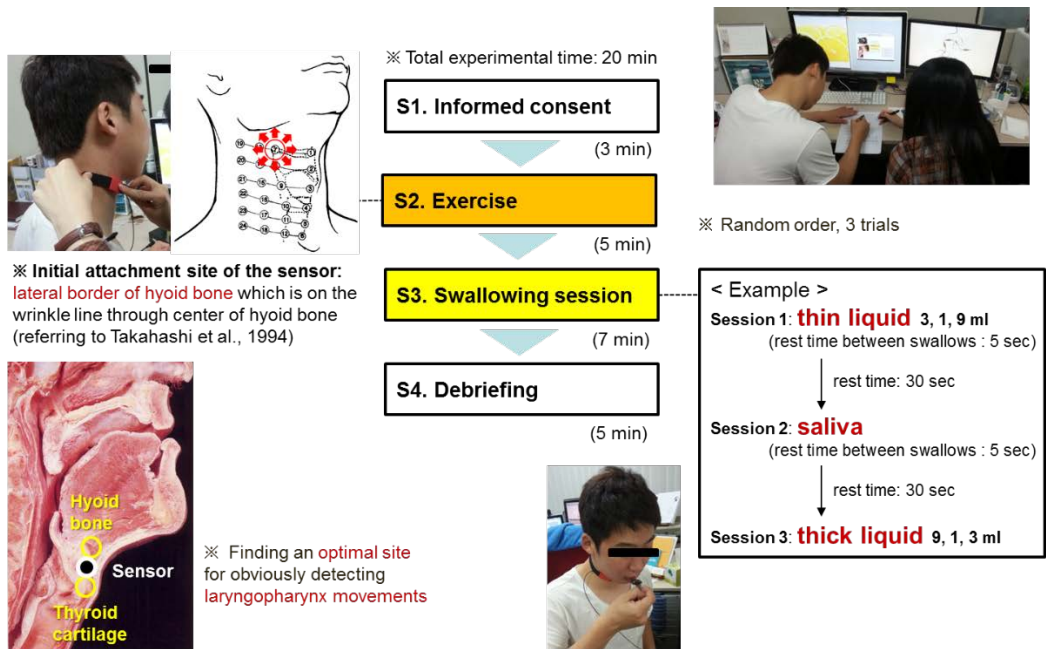 ※ Total experimental time: 20 min
S1. Informed consent
(3 min)
S2. Exercise
(5 min)
S3. Swallowing session
(7 min)
S4. Debriefing
(5 min)
※ Initial attachment site of the sensor:
lateral border of hyoid bone which is on the
wrinkle line through center of hyoid bone
(referring to Takahashi et al., 1994)
Hyoid
bone
Sensor
Thyroid
cartilage
※ Finding an optimal site
for obviously detecting
laryngopharynx movements
※ Random order, 3 trials
< Example >
Session 1: thin liquid 3, 1, 9 ml
(rest time between swallows : 5 sec)
rest time: 30 sec
Session 2: saliva
(rest time between swallows : 5 sec)
rest time: 30 sec
Session 3: thick liquid 9, 1, 3 ml